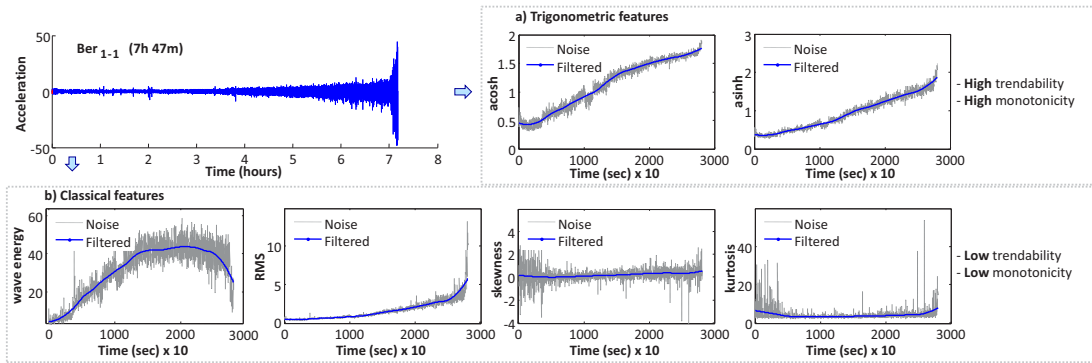 Ber 1-1 (7h 47m)
Acceleration
50
0
-50
0 1 2 3 4 5 6 7 8
Time (hours)
a) Trigonometric features
acosh
2
1.5
1
0.5
0
Noise
Filtered
0 1000 2000 3000
Time (sec) x 10
asinh
3
2
1
0
Noise
Filtered
0 1000 2000 3000
Time (sec) x 10
- High trendability
- High monotonicity
b) Classical features
wave energy
60
40
20
Noise
Filtered
0 1000 2000 3000
Time (sec) x 10
RMS
10
5
0
Noise
Filtered
0 1000 2000 3000
Time (sec) x 10
skewness
4
2
0
-2
-4
Noise
Filtered
0 1000 2000 3000
Time (sec) x 10
kurtosis
60
40
20
0
Noise
Filtered
0 1000 2000 3000
Time (sec) x 10
- Low trendability
- Low monotonicity